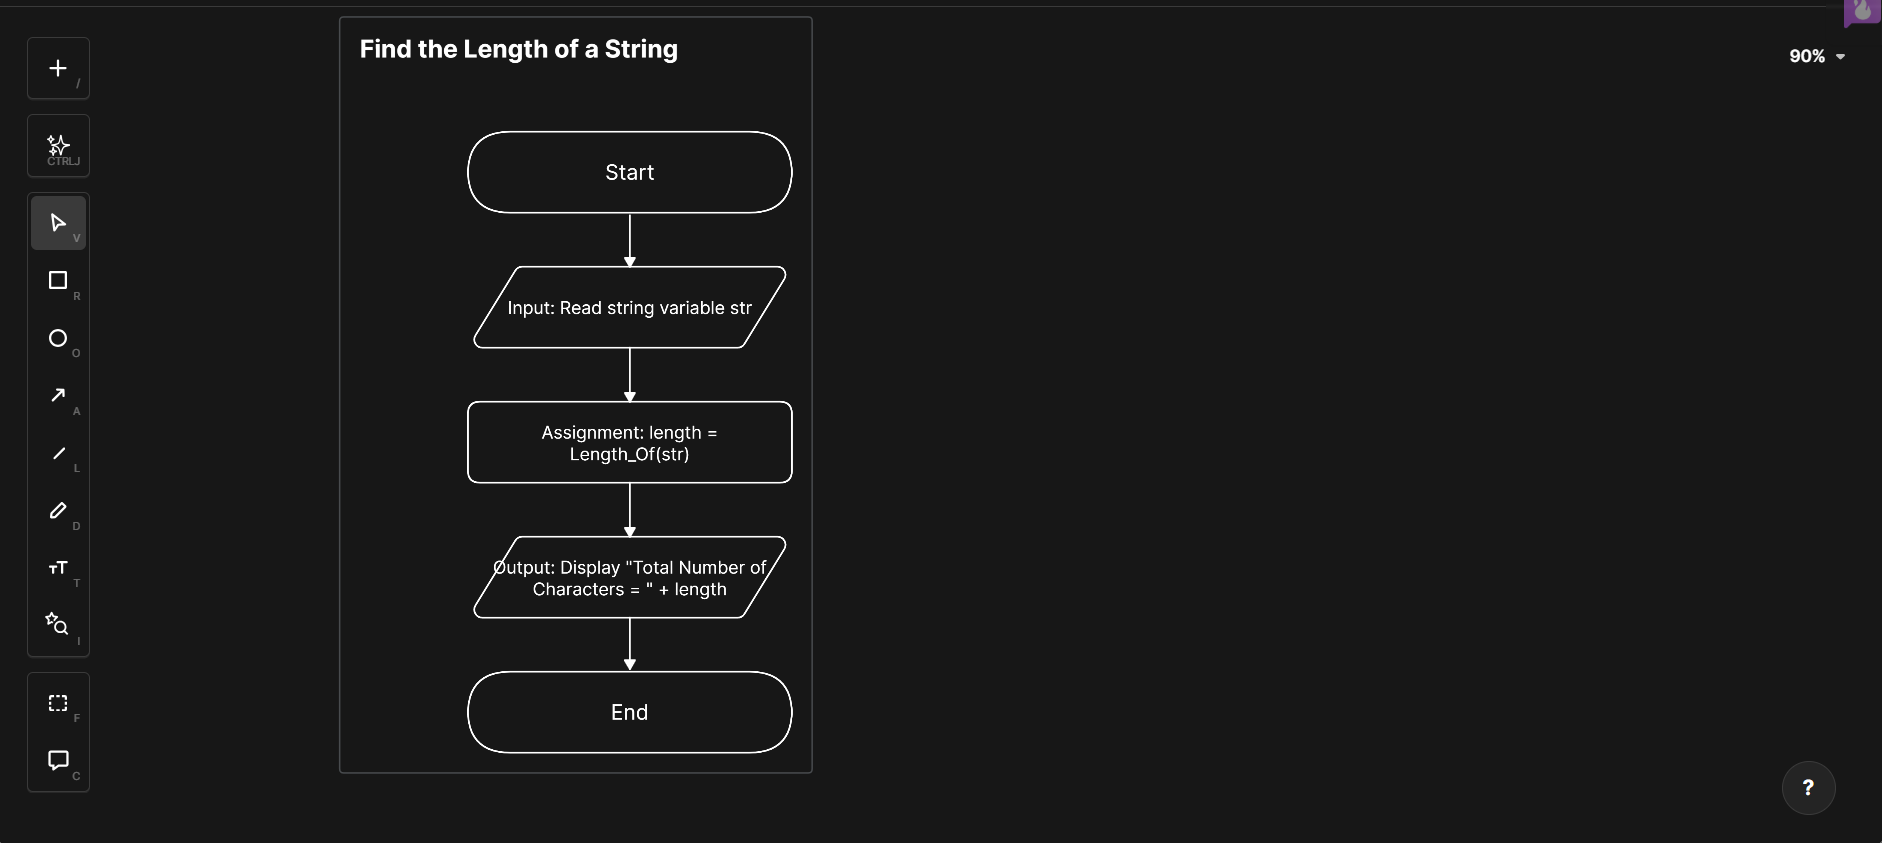 Find the Length of a String
90%
/
CTRLJ
V
R
O
A
L
D
T
I
F
C
Start
Input: Read string variable str
Assignment: length =
Length_Of(str)
Output: Display "Total Number of
Characters = " + length
End
?